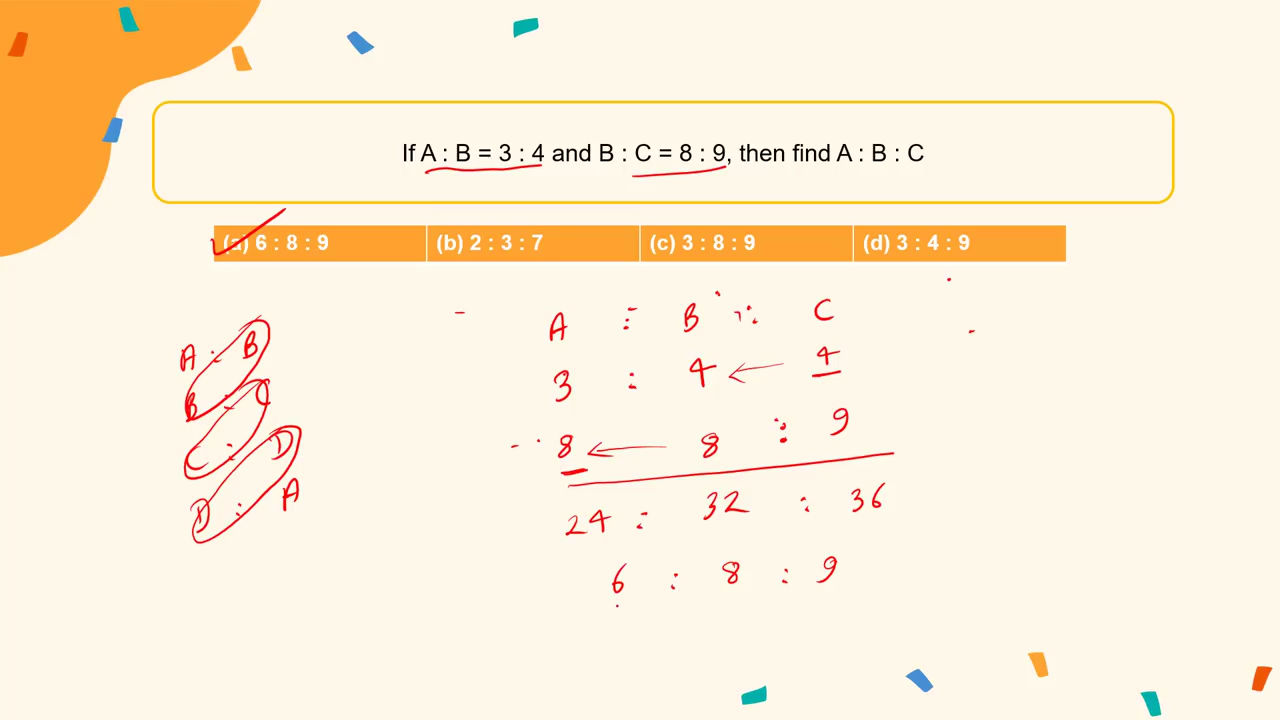 If A : B = 3 : 4 and B : C = 8 : 9, then find A : B : C
(a) 6 : 8 : 9 (b) 2 : 3 : 7 (c) 3 : 8 : 9 (d) 3 : 4 : 9
A : B : C
3 : 4 ← 4
8 ← 8 : 9
24 : 32 : 36
6 : 8 : 9
A : B
B : C
C : D
D : A